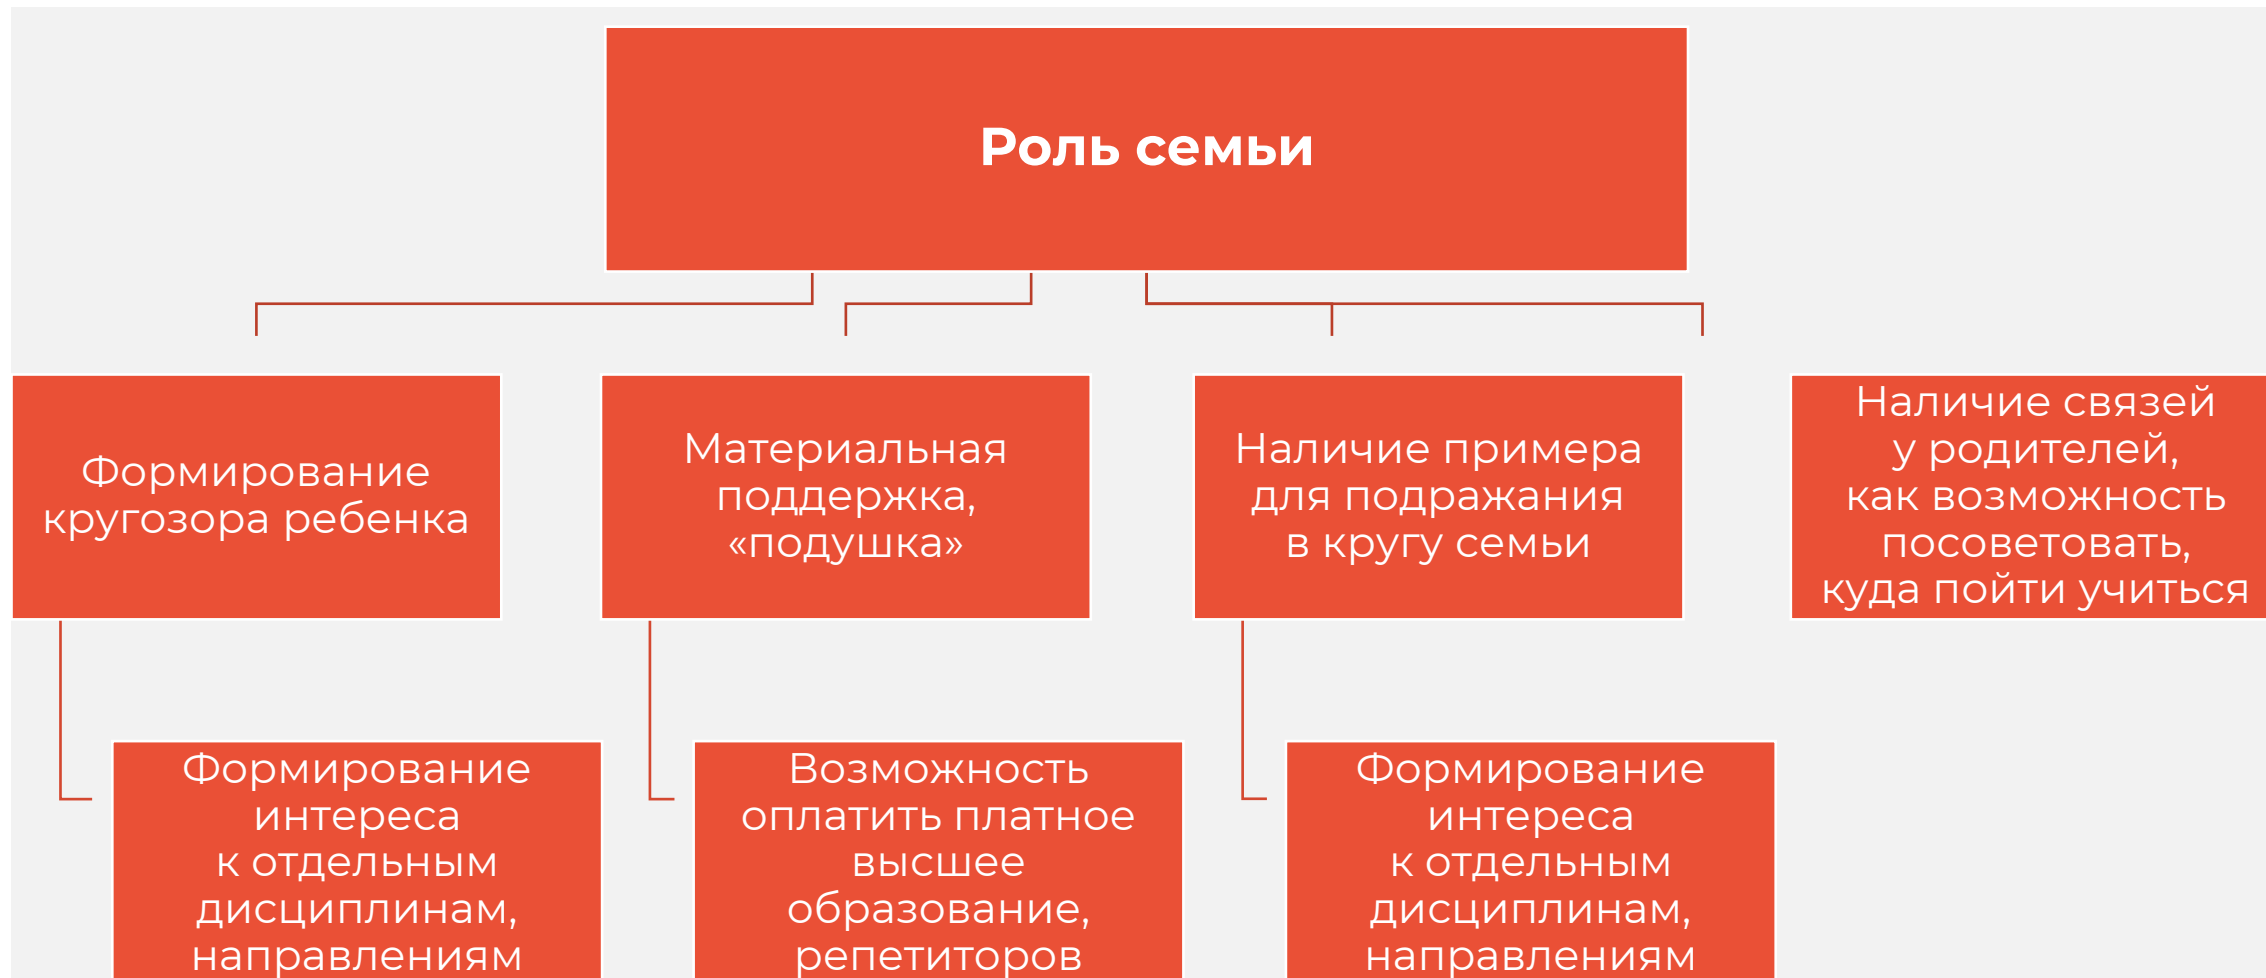 Роль семьи
Формирование
кругозора ребенка
Материальная
поддержка,
«подушка»
Наличие примера
для подражания
в кругу семьи
Наличие связей
у родителей,
как возможность
посоветовать,
куда пойти учиться
Формирование
интереса
к отдельным
дисциплинам,
направлениям
Возможность
оплатить платное
высшее
образование,
репетиторов
Формирование
интереса
к отдельным
дисциплинам,
направлениям